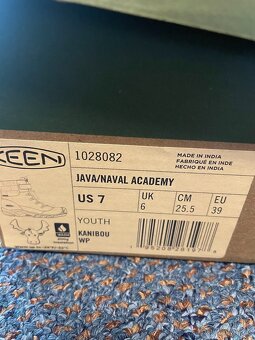 KEEN
1028082
MADE IN INDIA
FABRIQUÉ EN INDE
HECHO EN INDIA
JAVA/NAVAL ACADEMY
US 7
UK
6
CM
25.5
EU
39
YOUTH
KANIBOU
WP